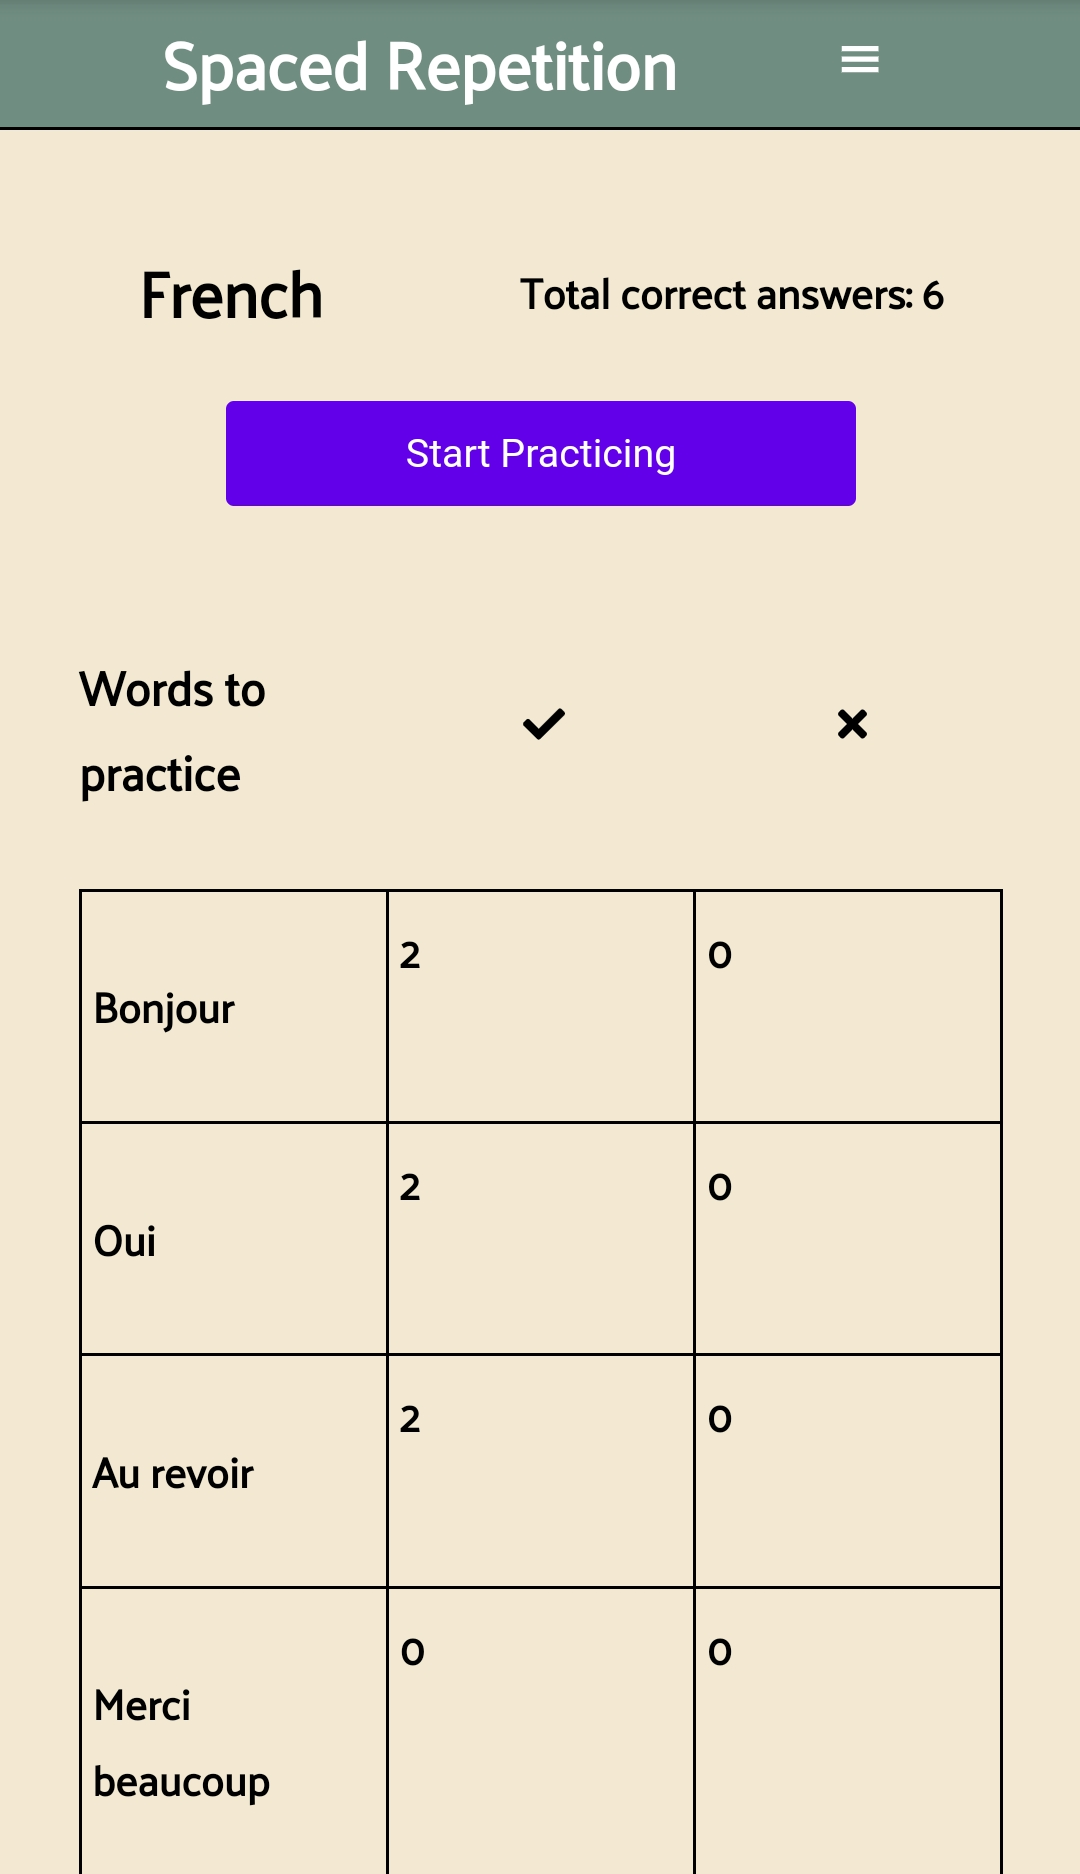 Spaced Repetition
French
Total correct answers: 6
Start Practicing
Words to
practice
Bonjour
2
0
Oui
2
0
Au revoir
2
0
Merci
beaucoup
0
0